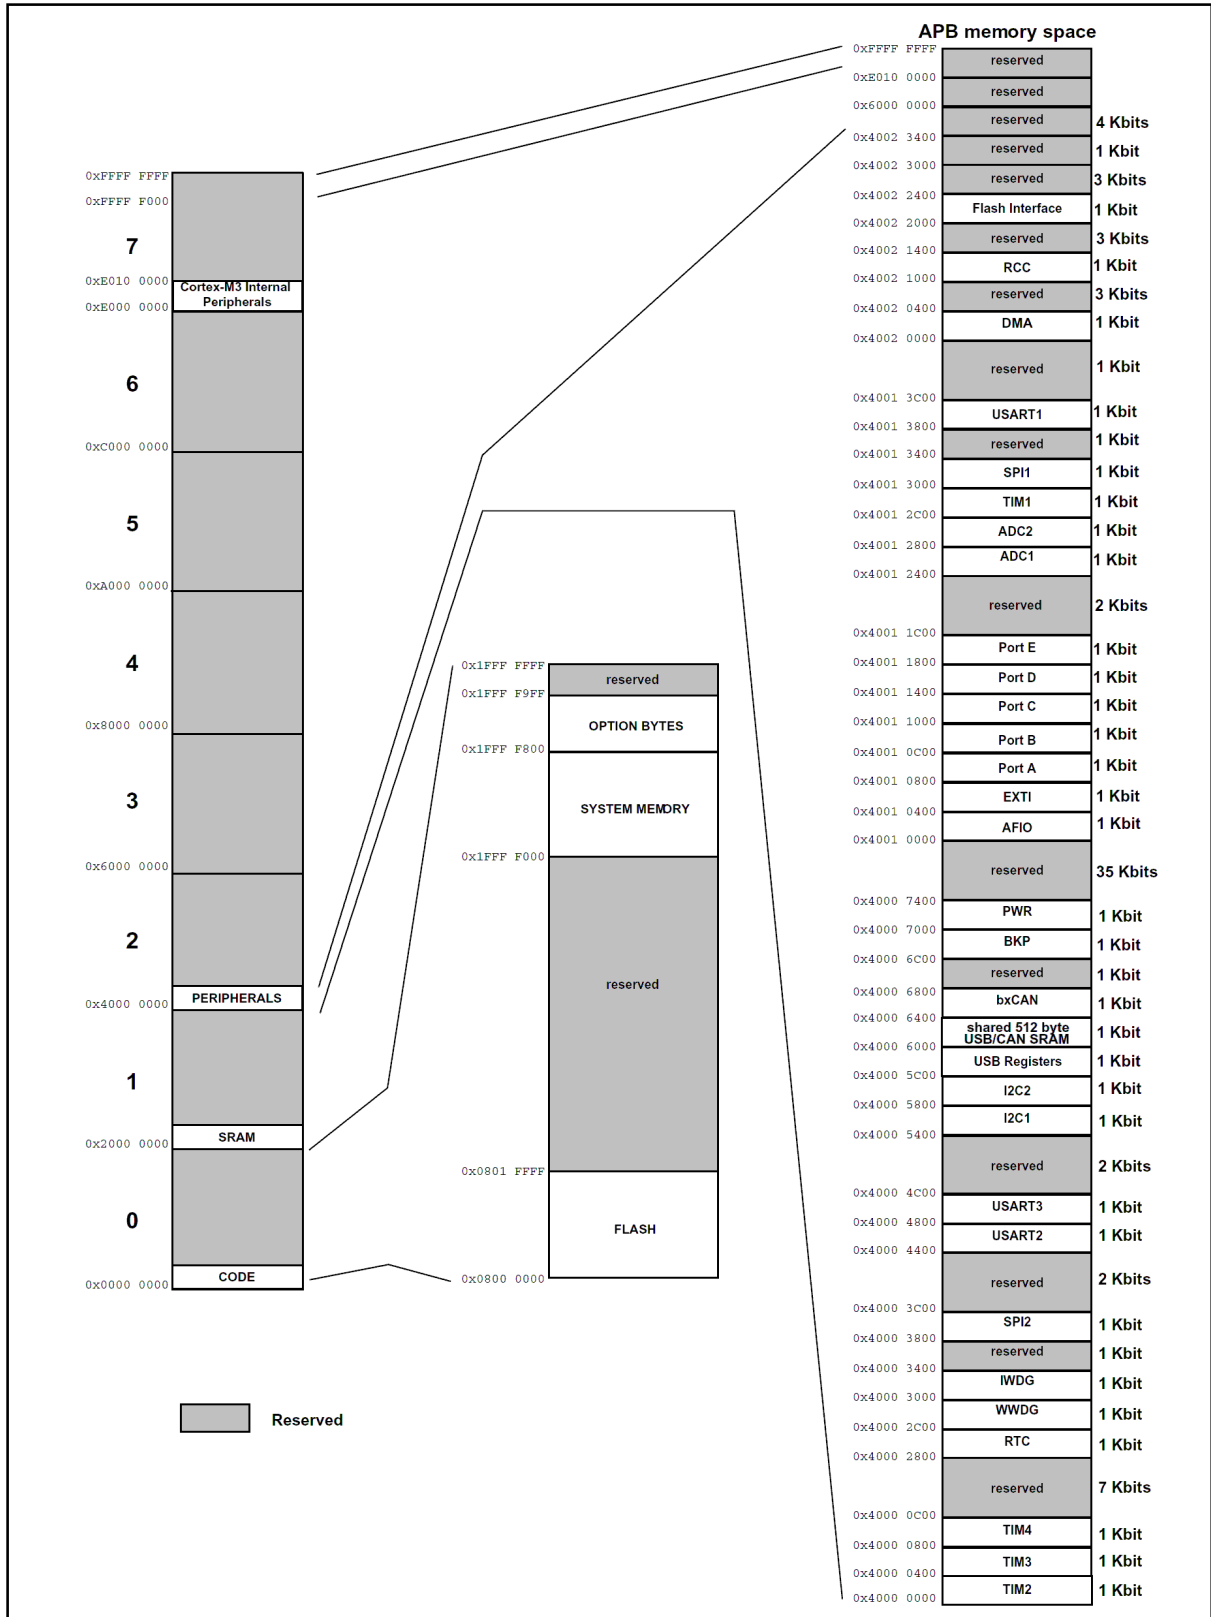 APB memory space
0xFFFF FFFF
reserved
0xE010 0000
reserved
0x6000 0000
reserved
4 Kbits
0x4002 3400
reserved
1 Kbit
0x4002 3000
reserved
3 Kbits
0x4002 2400
Flash Interface
1 Kbit
0x4002 2000
reserved
3 Kbits
0x4002 1400
RCC
1 Kbit
0x4002 1000
reserved
3 Kbits
0x4002 0400
DMA
1 Kbit
0x4002 0000
reserved
1 Kbit
0x4001 3C00
USART1
1 Kbit
0x4001 3800
reserved
1 Kbit
0x4001 3400
SPI1
1 Kbit
0x4001 3000
TIM1
1 Kbit
0x4001 2C00
ADC2
1 Kbit
0x4001 2800
ADC1
1 Kbit
0x4001 2400
reserved
2 Kbits
0x4001 1C00
Port E
1 Kbit
0x4001 1800
Port D
1 Kbit
0x4001 1400
Port C
1 Kbit
0x4001 1000
Port B
1 Kbit
0x4001 0C00
Port A
1 Kbit
0x4001 0800
EXTI
1 Kbit
0x4001 0400
AFIO
1 Kbit
0x4001 0000
reserved
35 Kbits
0x4000 7400
PWR
1 Kbit
0x4000 7000
BKP
1 Kbit
0x4000 6C00
reserved
1 Kbit
0x4000 6800
bxCAN
1 Kbit
0x4000 6400
shared 512 byte
USB/CAN SRAM
1 Kbit
0x4000 6000
USB Registers
1 Kbit
0x4000 5C00
I2C2
1 Kbit
0x4000 5800
I2C1
1 Kbit
0x4000 5400
reserved
2 Kbits
0x4000 4C00
USART3
1 Kbit
0x4000 4800
USART2
1 Kbit
0x4000 4400
reserved
2 Kbits
0x4000 3C00
SPI2
1 Kbit
0x4000 3800
reserved
1 Kbit
0x4000 3400
IWDG
1 Kbit
0x4000 3000
WWDG
1 Kbit
0x4000 2C00
RTC
1 Kbit
0x4000 2800
reserved
7 Kbits
0x4000 0C00
TIM4
1 Kbit
0x4000 0800
TIM3
1 Kbit
0x4000 0400
TIM2
1 Kbit
0x4000 0000
0xFFFF FFFF
0xFFFF F000
7
0xE010 0000
Cortex-M3 Internal
Peripherals
0xE000 0000
6
0xC000 0000
5
0xA000 0000
4
0x8000 0000
3
0x6000 0000
2
PERIPHERALS
0x4000 0000
1
SRAM
0x2000 0000
0
CODE
0x0000 0000
0x1FFF FFFF
reserved
0x1FFF F9FF
OPTION BYTES
0x1FFF F800
SYSTEM MEMORY
0x1FFF F000
reserved
0x0801 FFFF
FLASH
0x0800 0000
Reserved